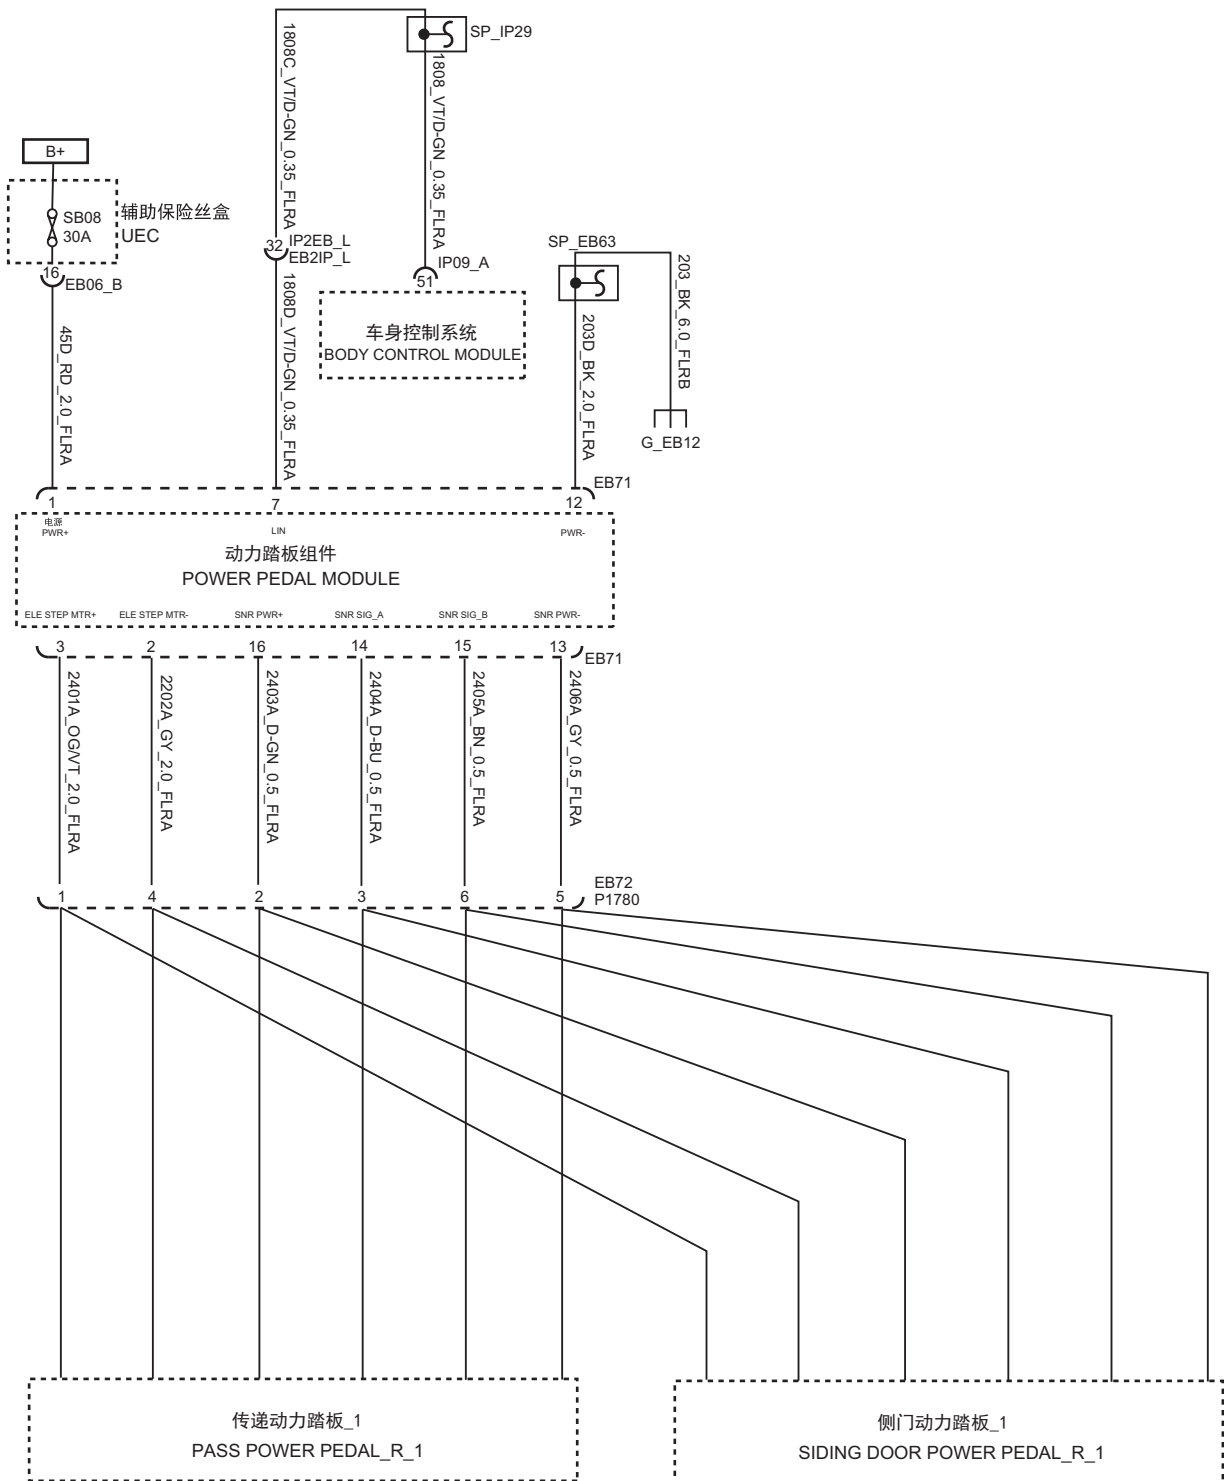 SP_IP29
1808C_VT/D-GN_0.35_FLRA
1808_VT/D-GN_0.35_FLRA
B+
SB08
30A
辅助保险丝盒
UEC
16
EB06_B
32
IP2EB_L
EB2IP_L
IP09_A
51
车身控制系统
BODY CONTROL MODULE
SP_EB63
203_BK_6.0_FLRB
203D_BK_2.0_FLRA
G_EB12
45D_RD_2.0_FLRA
1808D_VT/D-GN_0.35_FLRA
EB71
1
7
12
电源
PWR+
LIN
PWR-
动力踏板组件
POWER PEDAL MODULE
ELE STEP MTR+
ELE STEP MTR-
SNR PWR+
SNR SIG_A
SNR SIG_B
SNR PWR-
3
2
16
14
15
13
EB71
2401A_OG/VT_2.0_FLRA
2202A_GY_2.0_FLRA
2403A_D-GN_0.5_FLRA
2404A_D-BU_0.5_FLRA
2405A_BN_0.5_FLRA
2406A_GY_0.5_FLRA
1
4
2
3
6
5
EB72
P1780
传递动力踏板_1
PASS POWER PEDAL_R_1
侧门动力踏板_1
SIDING DOOR POWER PEDAL_R_1